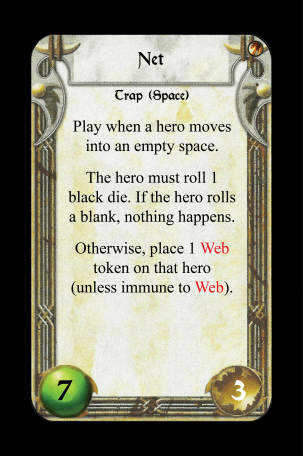 Net
Trap (Space)
Play when a hero moves
into an empty space.
The hero must roll 1
black die. If the hero rolls
a blank, nothing happens.
Otherwise, place 1 Web
token on that hero
(unless immune to Web).
7
3